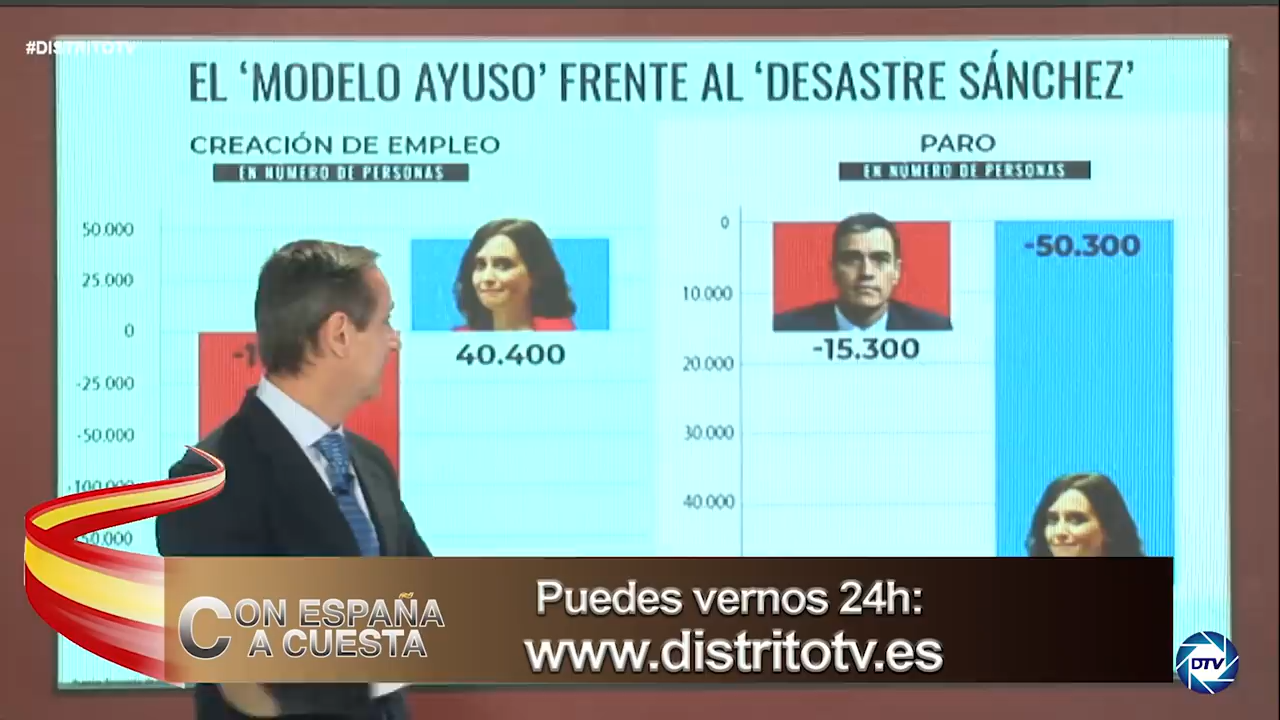 #DISTRITOTV
EL ‘MODELO AYUSO’ FRENTE AL ‘DESASTRE SÁNCHEZ’
CREACIÓN DE EMPLEO
EN NÚMERO DE PERSONAS
50.000
25.000
0
-25.000
-50.000
-100.000
40.400
PARO
EN NÚMERO DE PERSONAS
0
10.000
20.000
30.000
40.000
-15.300
-50.300
CON ESPAÑA
A CUESTA
Puedes vernos 24h:
www.distritotv.es
DTV